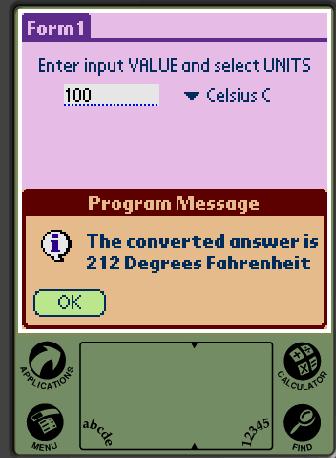 Form1
Enter input VALUE and select UNITS
100 Celsius C
Program Message
The converted answer is
212 Degrees Fahrenheit
OK
APPLICATIONS
CALCULATOR
MENU
abcde
12345
FIND